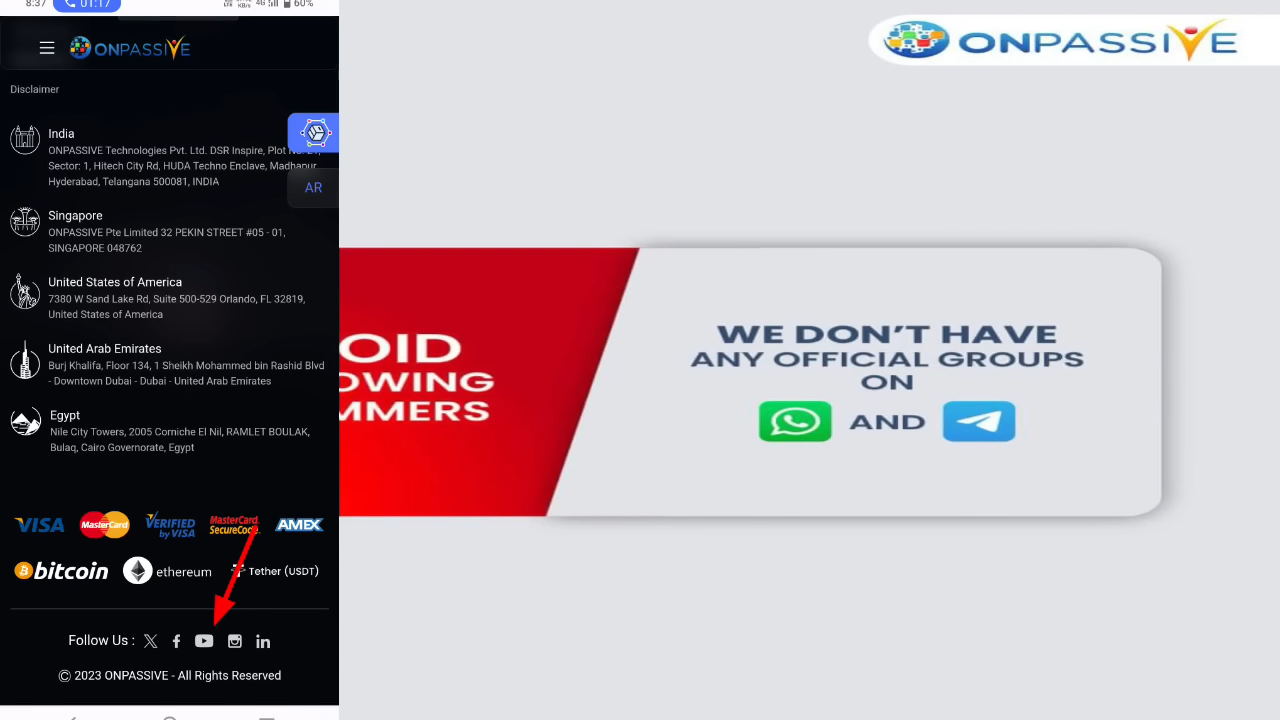 8:37
01:17
4G
60%
ONPASSIVE
Disclaimer
India
ONPASSIVE Technologies Pvt. Ltd. DSR Inspire, Plot No.
Sector: 1, Hitech City Rd, HUDA Techno Enclave, Madhapur,
Hyderabad, Telangana 500081, INDIA
AR
Singapore
ONPASSIVE Pte Limited 32 PEKIN STREET #05 - 01,
SINGAPORE 048762
United States of America
7380 W Sand Lake Rd, Suite 500-529 Orlando, FL 32819,
United States of America
United Arab Emirates
Burj Khalifa, Floor 134, 1 Sheikh Mohammed bin Rashid Blvd
- Downtown Dubai - Dubai - United Arab Emirates
Egypt
Nile City Towers, 2005 Corniche El Nil, RAMLET BOULAK,
Bulaq, Cairo Governorate, Egypt
VISA MasterCard VERIFIED by VISA MasterCard SecureCode. AMEX
bitcoin ethereum Tether (USDT)
Follow Us :
© 2023 ONPASSIVE - All Rights Reserved
ONPASSIVE
OID
OWING
MMERS
WE DON'T HAVE
ANY OFFICIAL GROUPS
ON
AND